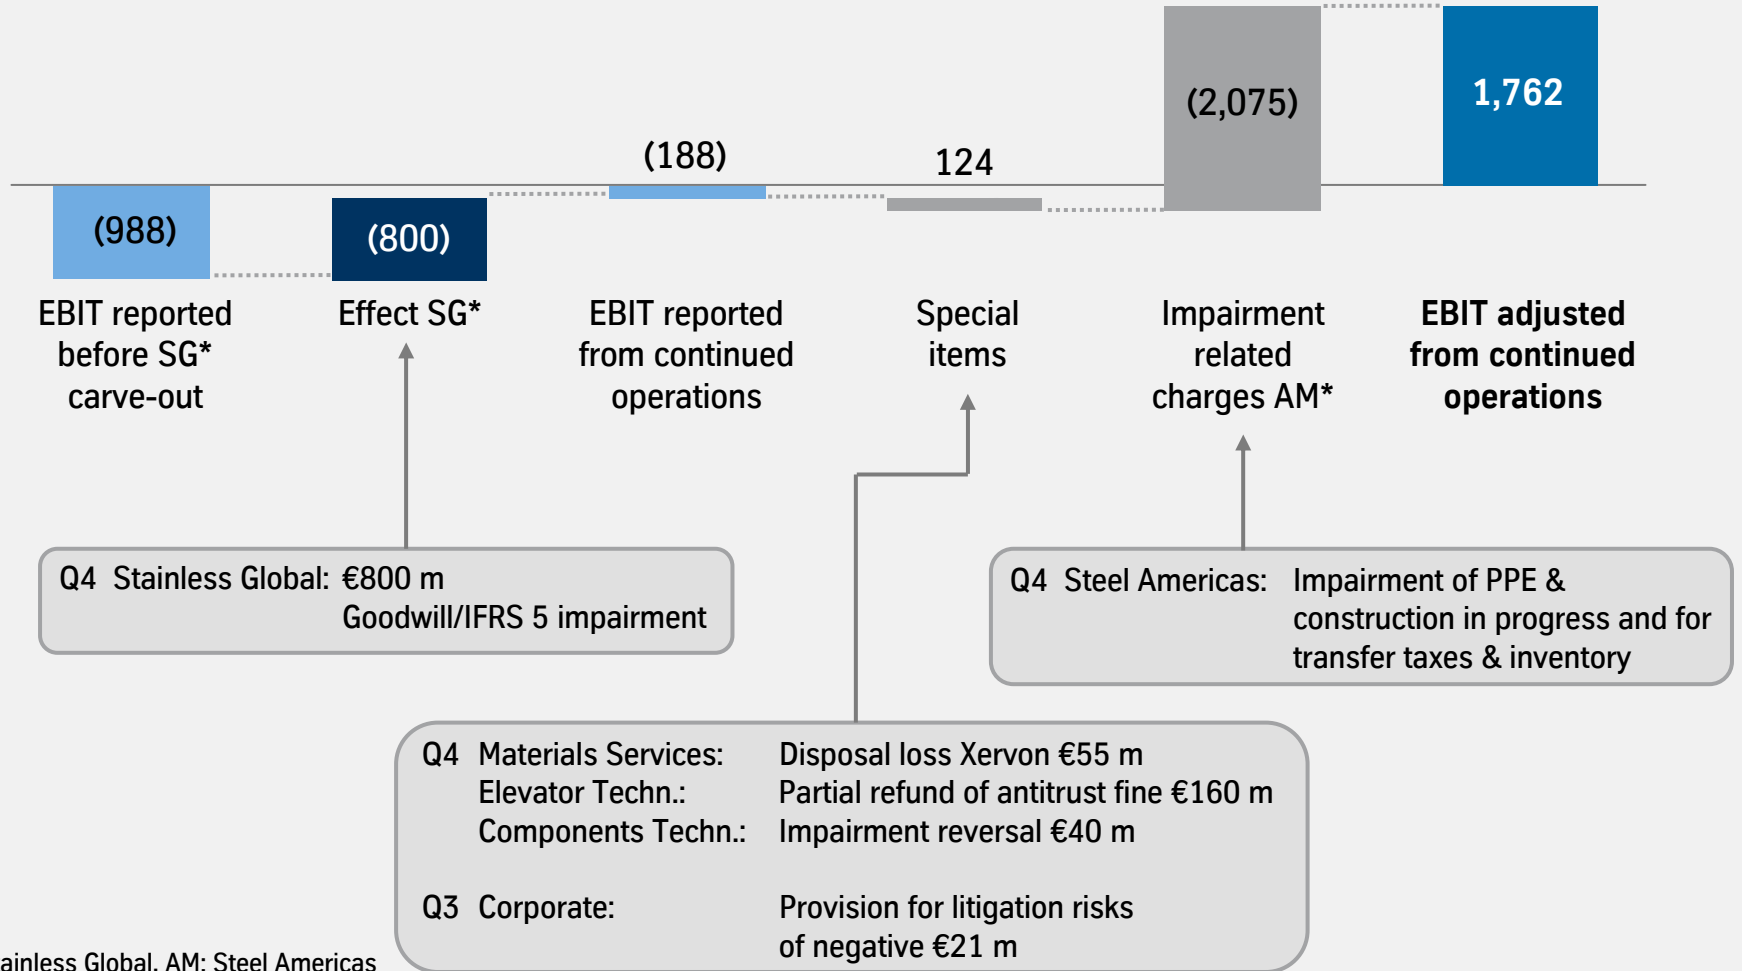 (988)
(800)
(188)
124
(2,075)
1,762
EBIT reported
before SG*
carve-out
Effect SG*
EBIT reported
from continued
operations
Special
items
Impairment
related
charges AM*
EBIT adjusted
from continued
operations
Q4 Stainless Global: €800 m
Goodwill/IFRS 5 impairment
Q4 Steel Americas: Impairment of PPE &
construction in progress and for
transfer taxes & inventory
Q4 Materials Services: Disposal loss Xervon €55 m
Elevator Techn.: Partial refund of antitrust fine €160 m
Components Techn.: Impairment reversal €40 m
Q3 Corporate: Provision for litigation risks
of negative €21 m
Global, AM: Steel Americas